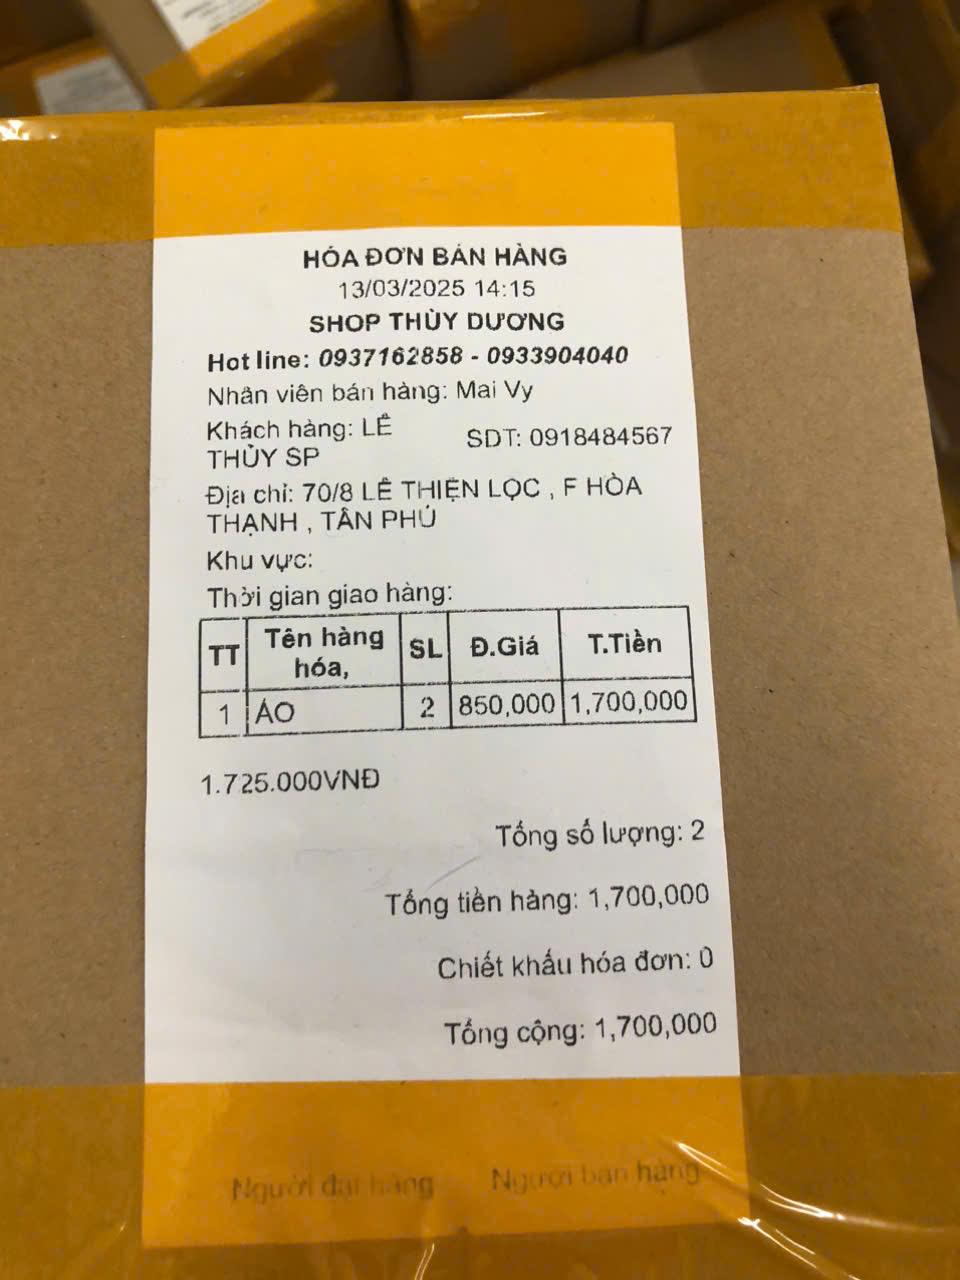 HÓA ĐƠN BÁN HÀNG
13/03/2025 14:15
SHOP THÙY DƯƠNG
Hot line: 0937162858 - 0933904040
Nhân viên bán hàng: Mai Vy
Khách hàng: LÊ THỦY SP SDT: 0918484567
Địa chỉ: 70/8 LÊ THIỆN LỘC , F HÒA
THẠNH , TÂN PHÚ
Khu vực:
Thời gian giao hàng:
TT Tên hàng hóa, SL Đ.Giá T.Tiền
1 ÁO 2 850,000 1,700,000
1.725.000VNĐ
Tổng số lượng: 2
Tổng tiền hàng: 1,700,000
Chiết khấu hóa đơn: 0
Tổng cộng: 1,700,000
Người đặt hàng Người bán hàng